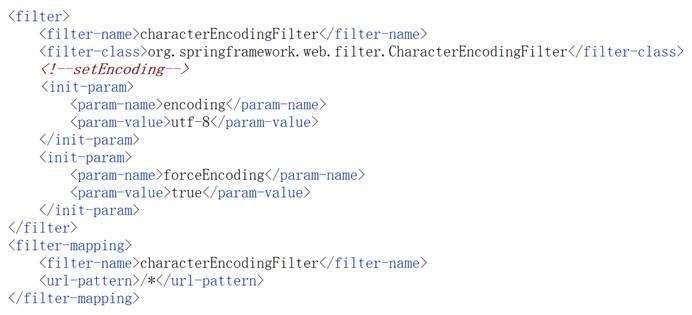 <filter>
<filter-name>characterEncodingFilter</filter-name>
<filter-class>org.springframework.web.filter.CharacterEncodingFilter</filter-class>
<!--setEncoding-->
<init-param>
<param-name>encoding</param-name>
<param-value>utf-8</param-value>
</init-param>
<init-param>
<param-name>forceEncoding</param-name>
<param-value>true</param-value>
</init-param>
</filter>
<filter-mapping>
<filter-name>characterEncodingFilter</filter-name>
<url-pattern>/*</url-pattern>
</filter-mapping>